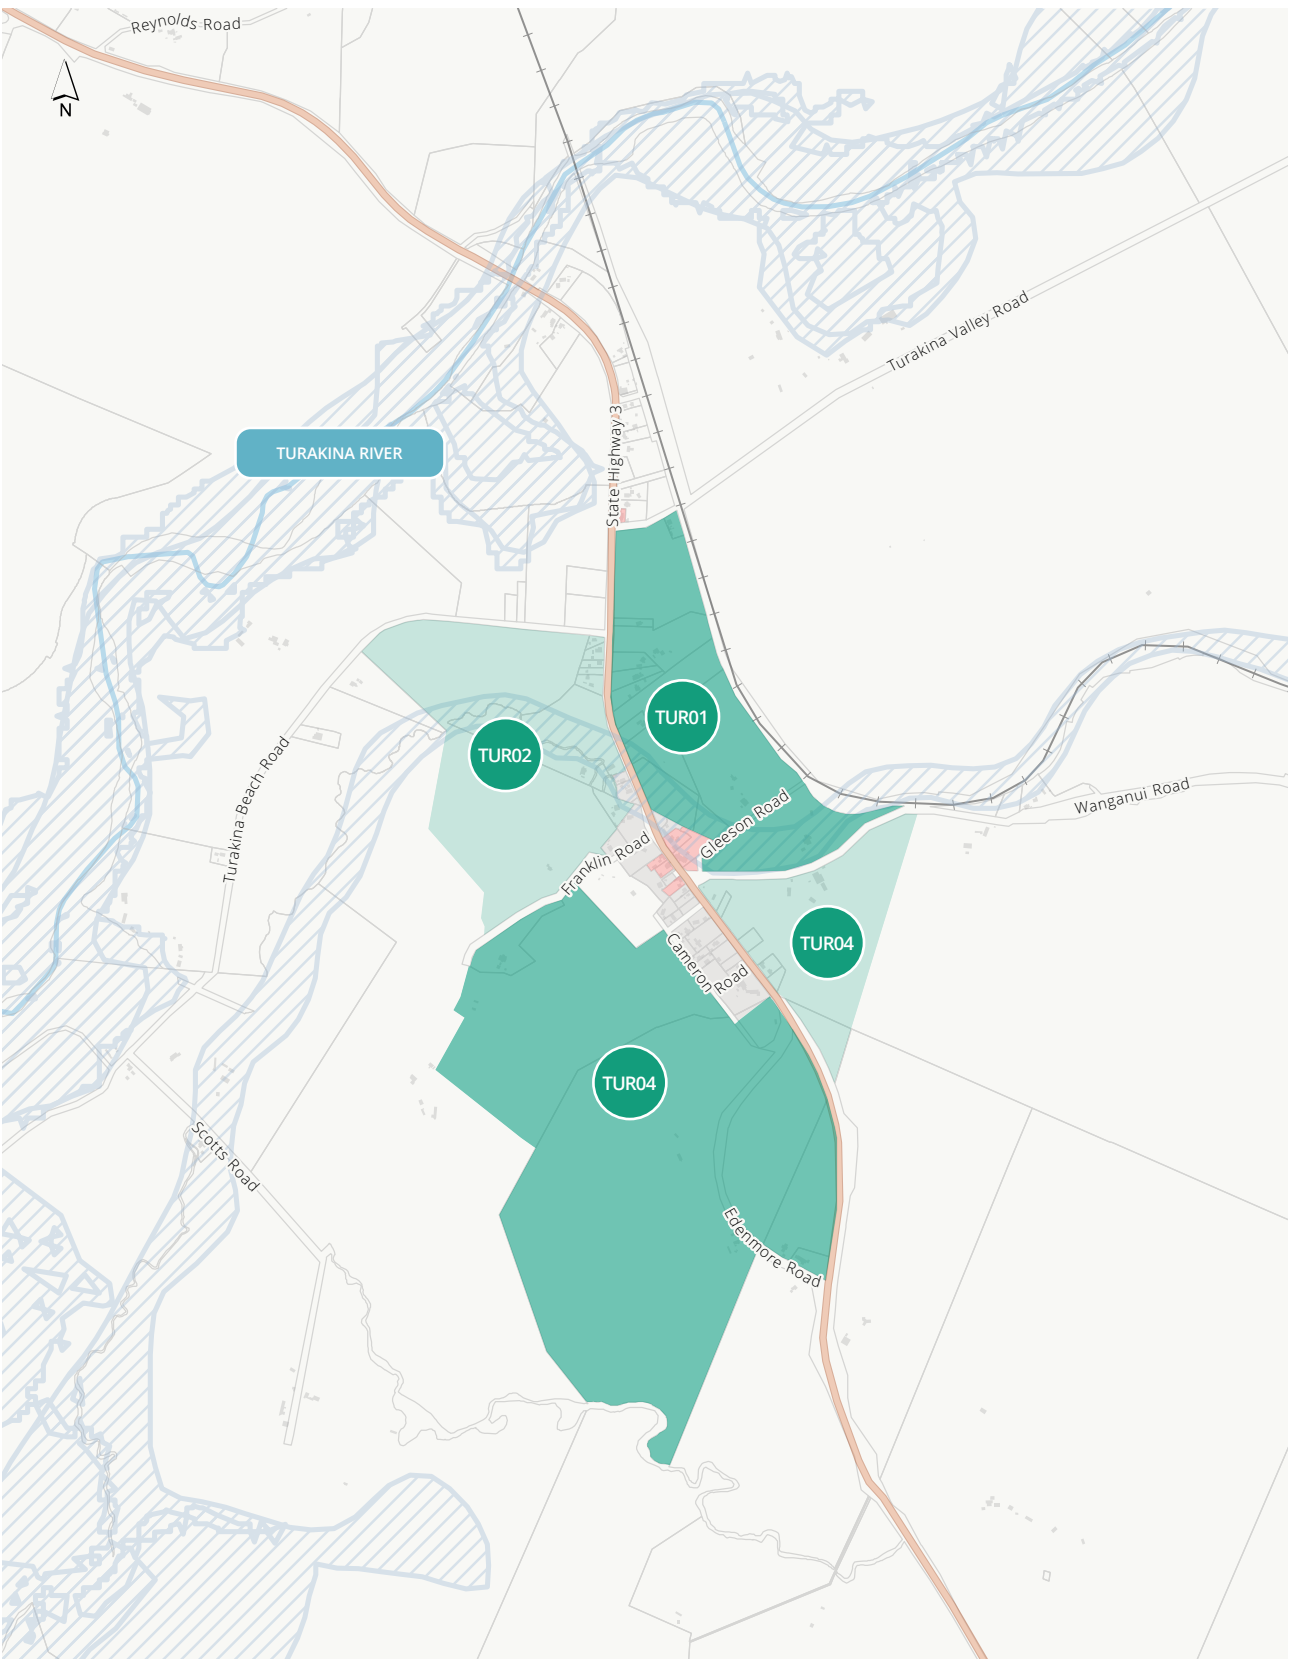 Reynolds Road
N
Turakina Valley Road
State Highway 3
TURAKINA RIVER
TUR01
TUR02
Turakina Beach Road
Wanganui Road
Gleeson Road
Franklin Road
TUR04
Cameron Road
TUR04
Scotts Road
Edenmore Road